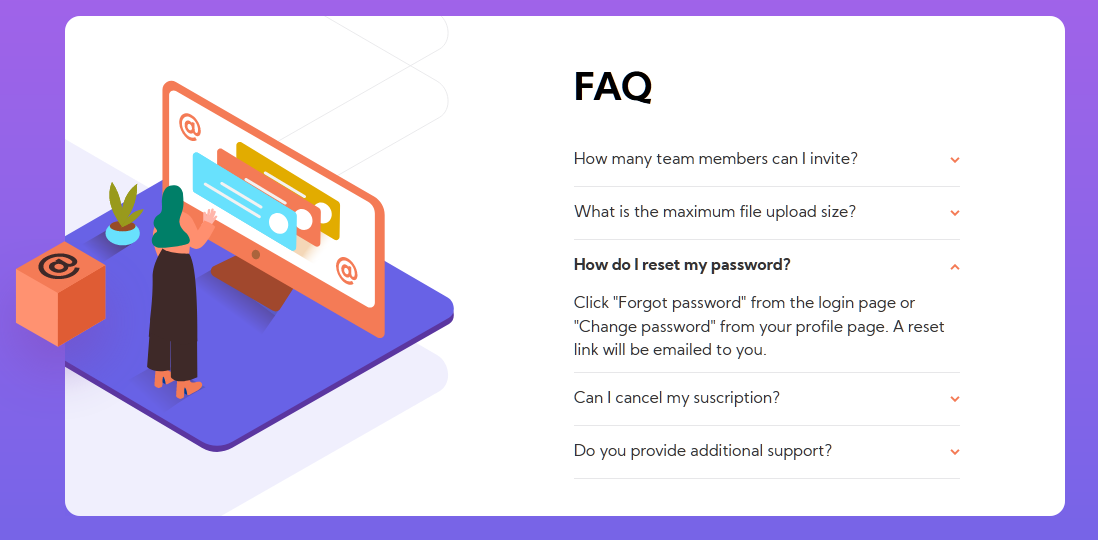 FAQ
How many team members can I invite?
What is the maximum file upload size?
How do I reset my password?
Click "Forgot password" from the login page or
"Change password" from your profile page. A reset
link will be emailed to you.
Can I cancel my suscription?
Do you provide additional support?
@
@
@